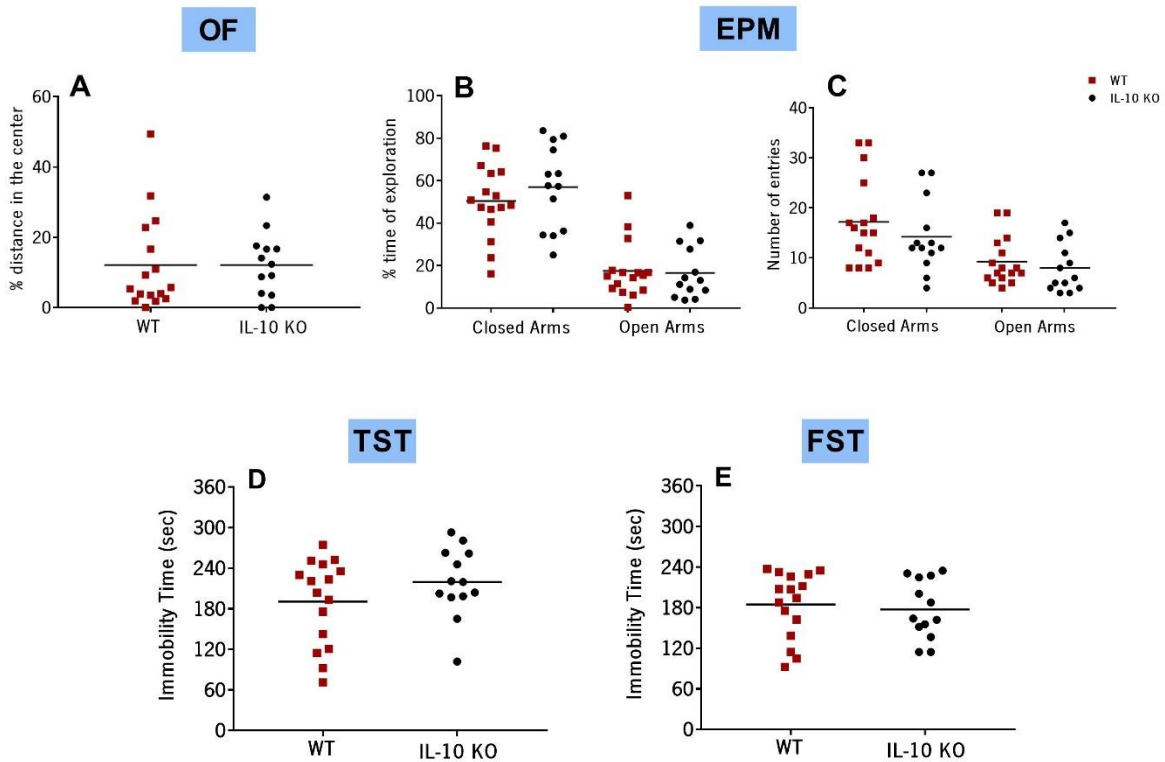 OF
EPM
A
% distance in the center
60
40
20
0
WT
IL-10 KO
B
% time of exploration
100
80
60
40
20
0
Closed Arms
Open Arms
C
Number of entries
40
30
20
10
0
Closed Arms
Open Arms
WT
IL-10 KO
TST
FST
D
Immobility Time (sec)
360
300
240
180
120
60
0
WT
IL-10 KO
E
Immobility Time (sec)
360
300
240
180
120
60
0
WT
IL-10 KO